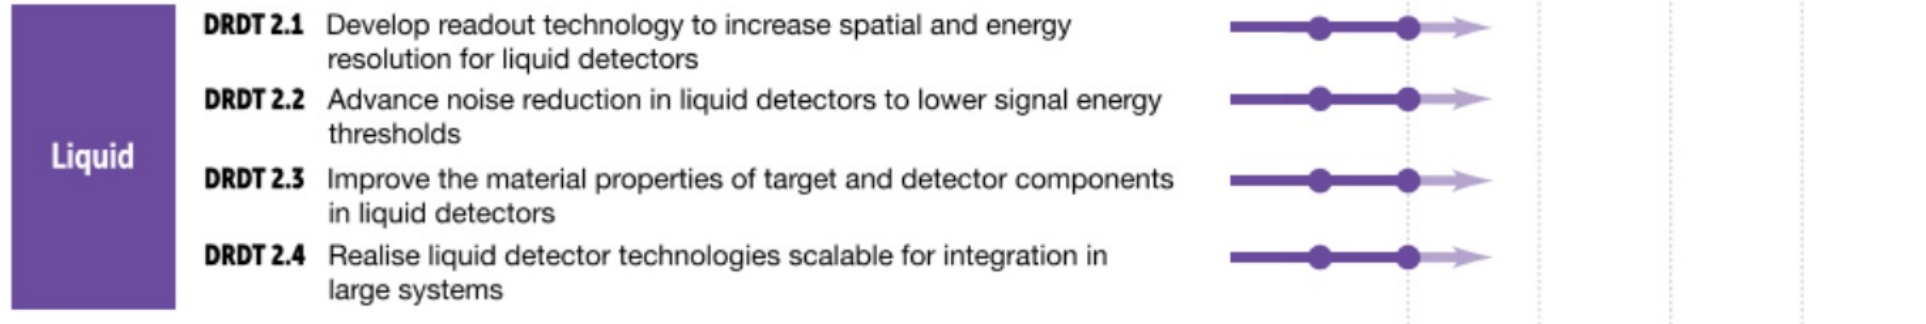 Liquid
DRDT 2.1 Develop readout technology to increase spatial and energy
resolution for liquid detectors
DRDT 2.2 Advance noise reduction in liquid detectors to lower signal energy
thresholds
DRDT 2.3 Improve the material properties of target and detector components
in liquid detectors
DRDT 2.4 Realise liquid detector technologies scalable for integration in
large systems